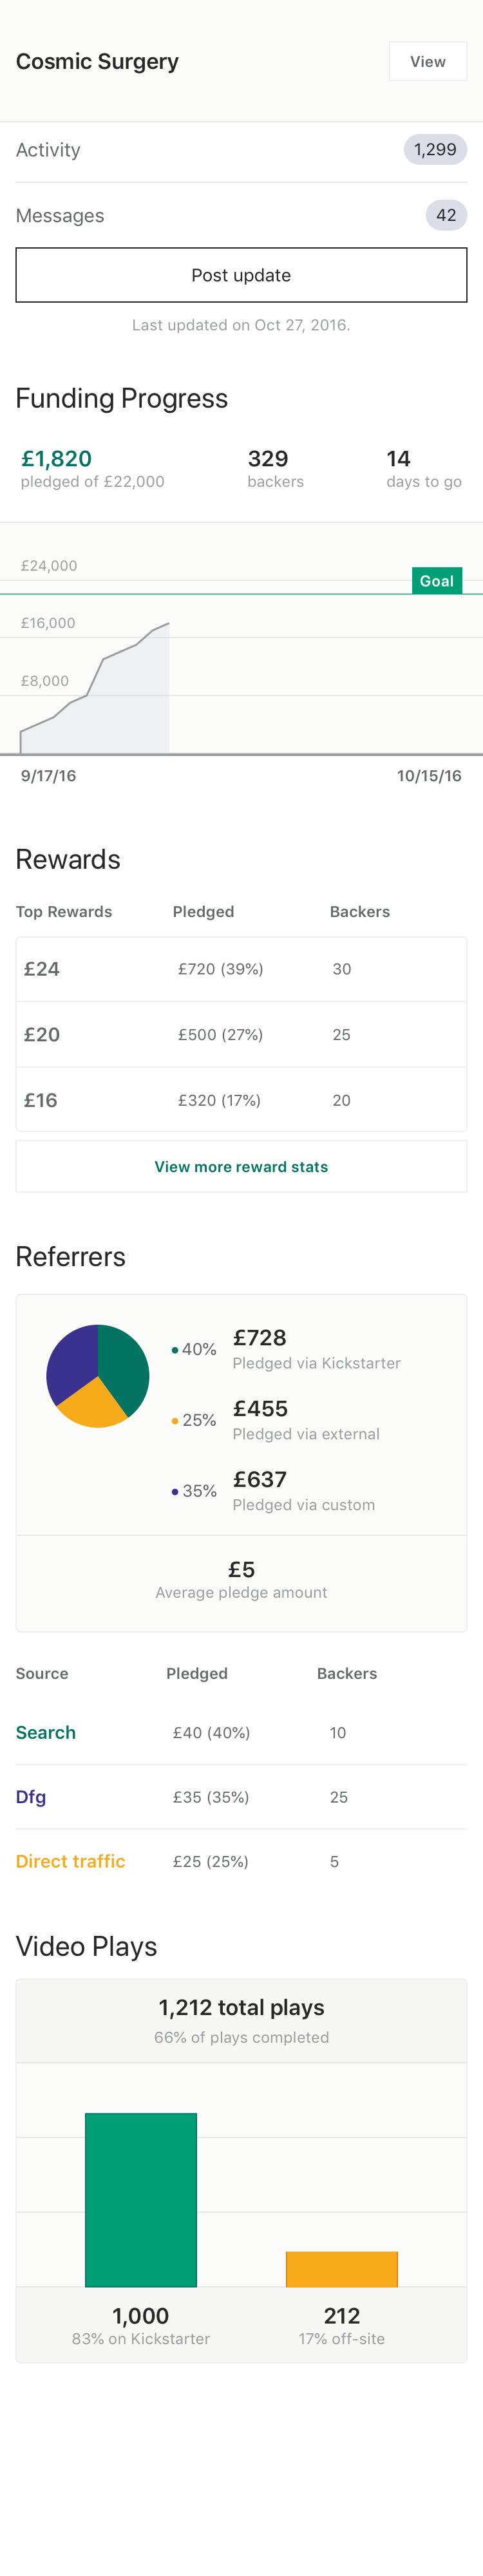 Cosmic Surgery
View
Activity
1,299
Messages
42
Post update
Last updated on Oct 27, 2016.
Funding Progress
£1,820 329 14
pledged of £22,000 backers days to go
£24,000
Goal
£16,000
£8,000
9/17/16 10/15/16
Rewards
Top Rewards Pledged Backers
£24 £720 (39%) 30
£20 £500 (27%) 25
£16 £320 (17%) 20
View more reward stats
Referrers
40% £728
Pledged via Kickstarter
25% £455
Pledged via external
35% £637
Pledged via custom
£5
Average pledge amount
Source Pledged Backers
Search £40 (40%) 10
Dfg £35 (35%) 25
Direct traffic £25 (25%) 5
Video Plays
1,212 total plays
66% of plays completed
1,000 212
83% on Kickstarter 17% off-site